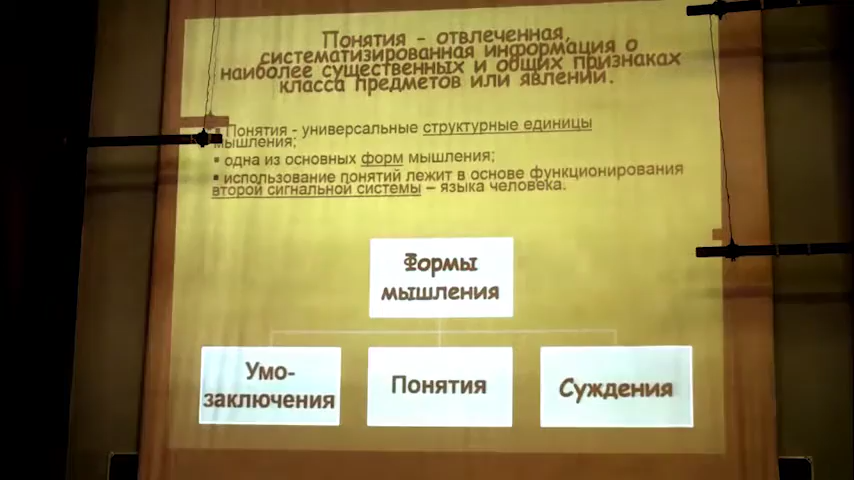 Понятия - отвлеченная,
систематизированная информация о
наиболее существенных и общих признаках
класса предметов или явлений.
▪ Понятия - универсальные структурные единицы
мышления;
▪ одна из основных форм мышления;
▪ использование понятий лежит в основе функционирования
второй сигнальной системы – языка человека.
Формы
мышления
Умо-
заключения
Понятия
Суждения